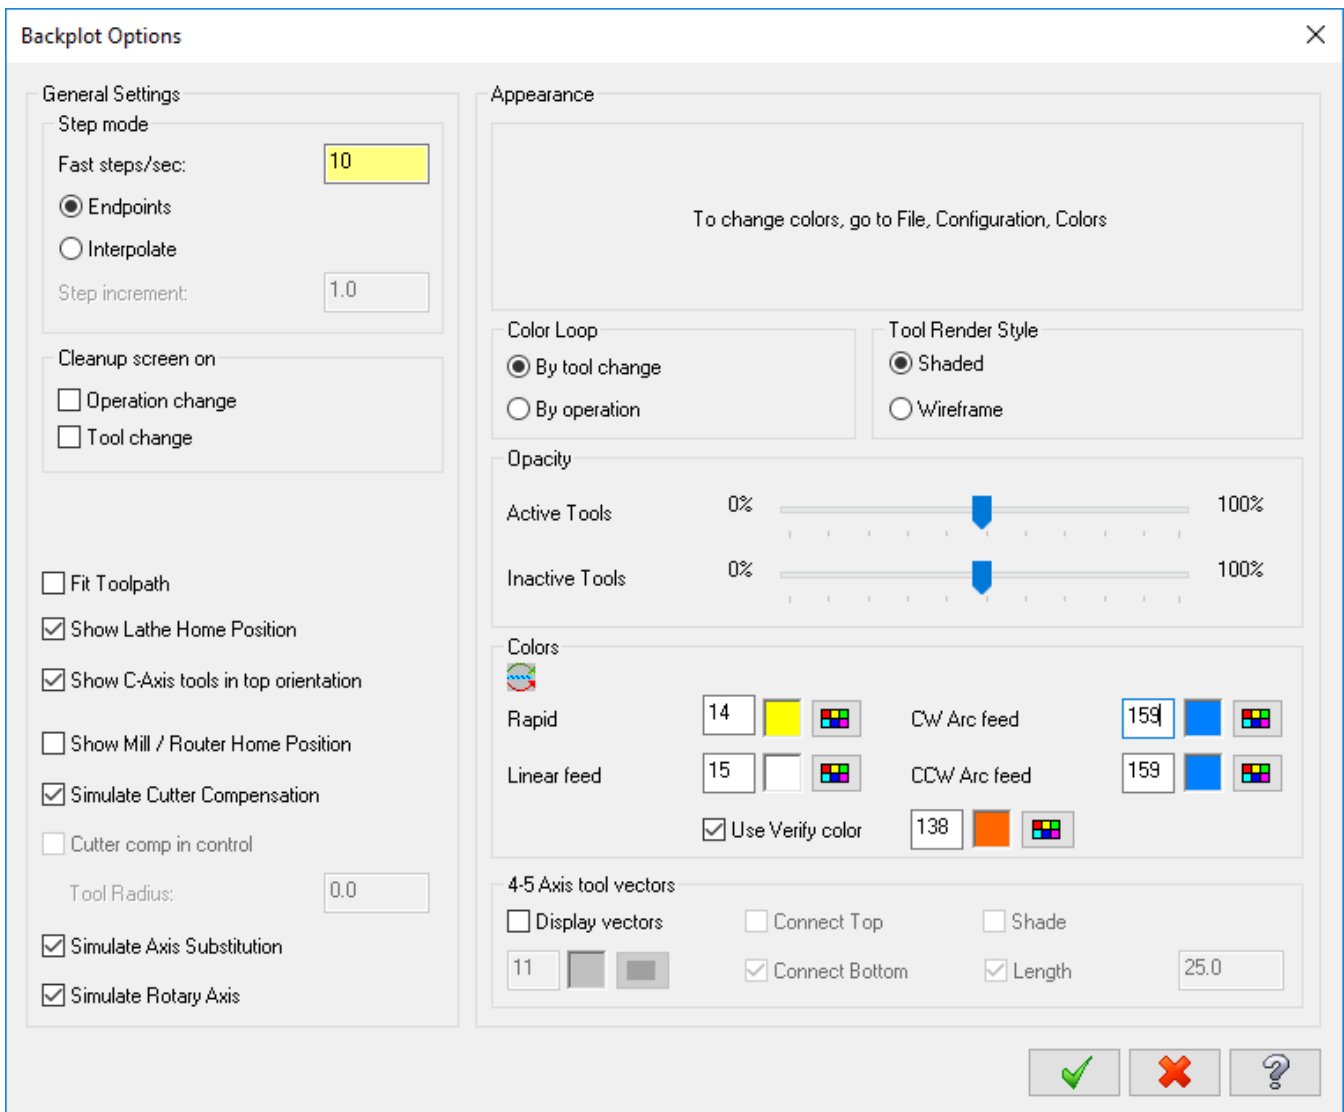 Backplot Options
General Settings
Step mode
Fast steps/sec:
10
Endpoints
Interpolate
Step increment:
1.0
Cleanup screen on
Operation change
Tool change
Fit Toolpath
Show Lathe Home Position
Show C-Axis tools in top orientation
Show Mill / Router Home Position
Simulate Cutter Compensation
Cutter comp in control
Tool Radius:
0.0
Simulate Axis Substitution
Simulate Rotary Axis
Appearance
To change colors, go to File, Configuration, Colors
Color Loop
By tool change
By operation
Tool Render Style
Shaded
Wireframe
Opacity
Active Tools
0%
100%
Inactive Tools
0%
100%
Colors
Rapid
14
CW Arc feed
159
Linear feed
15
CCW Arc feed
159
Use Verify color
138
4-5 Axis tool vectors
Display vectors
Connect Top
Shade
11
Connect Bottom
Length
25.0